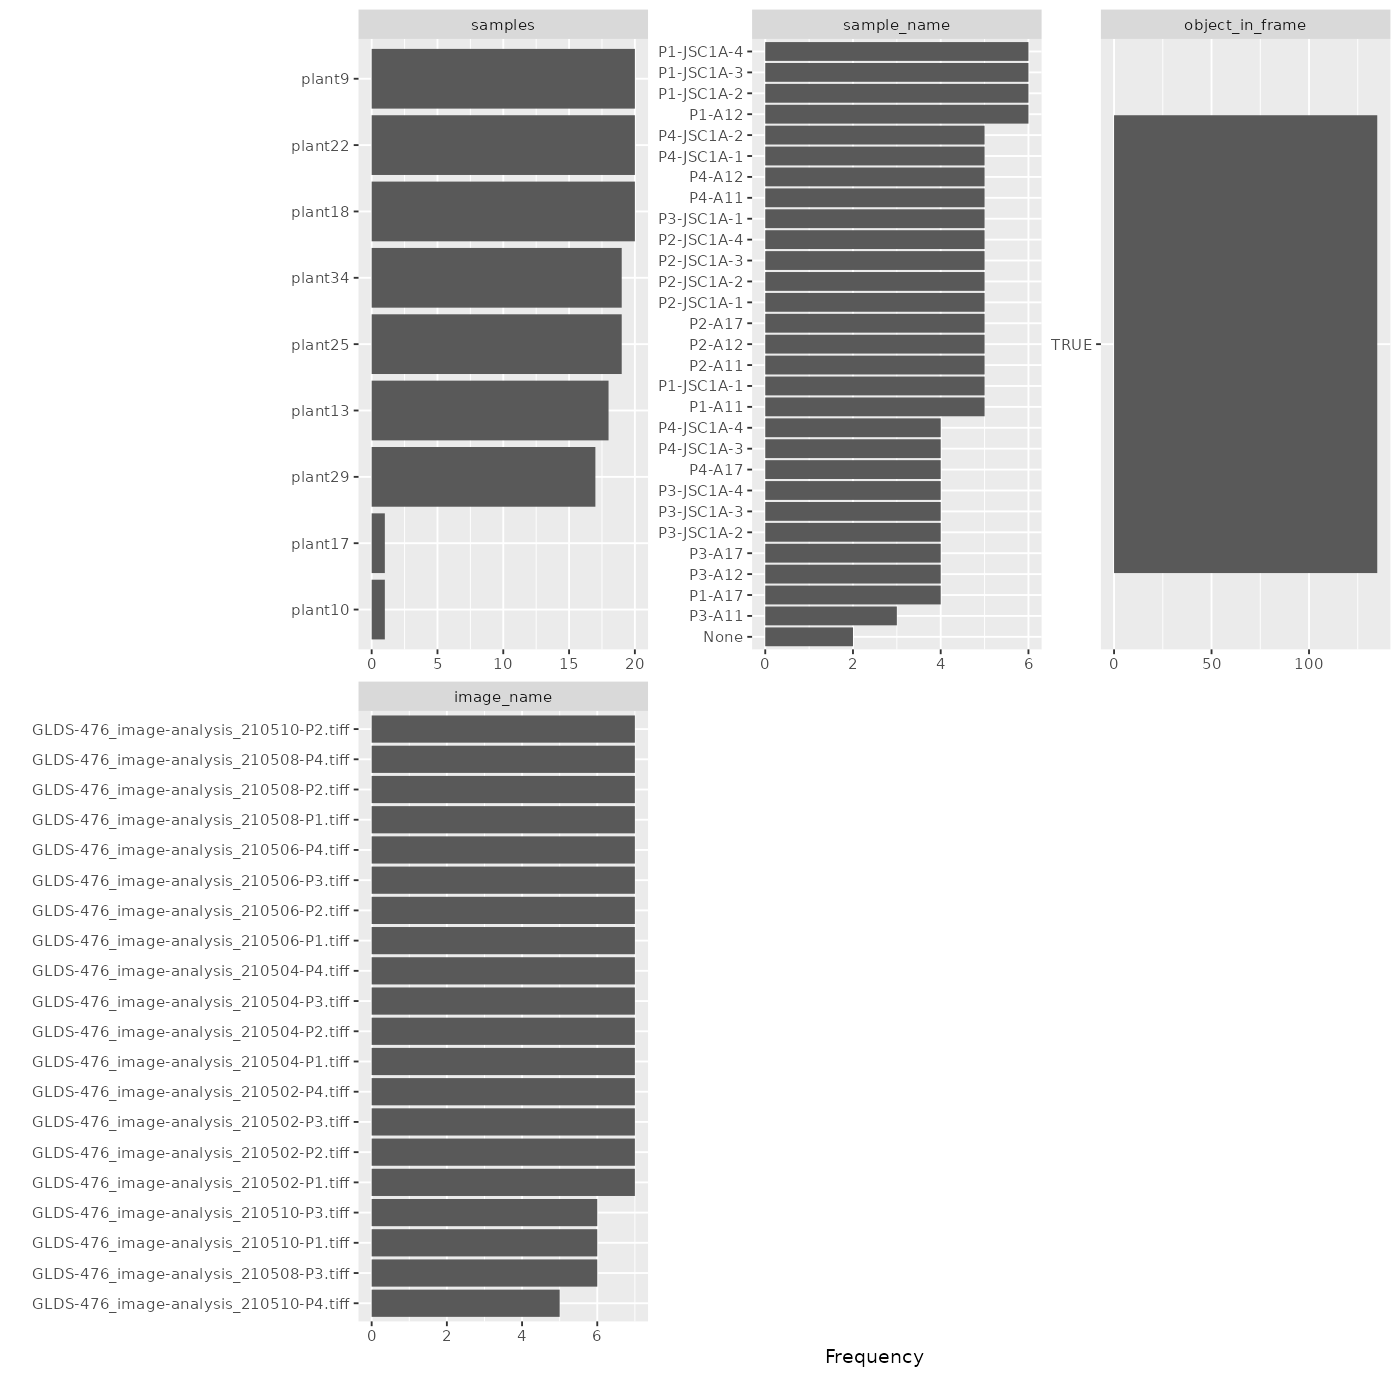 samples
plant9
plant22
plant18
plant34
plant25
plant13
plant29
plant17
plant10
0 5 10 15 20
sample_name
P1-JSC1A-4
P1-JSC1A-3
P1-JSC1A-2
P1-A12
P4-JSC1A-2
P4-JSC1A-1
P4-A12
P4-A11
P3-JSC1A-1
P2-JSC1A-4
P2-JSC1A-3
P2-JSC1A-2
P2-JSC1A-1
P2-A17
P2-A12
P2-A11
P1-JSC1A-1
P1-A11
P4-JSC1A-4
P4-JSC1A-3
P4-A17
P3-JSC1A-4
P3-JSC1A-3
P3-JSC1A-2
P3-A17
P3-A12
P1-A17
P3-A11
None
0 2 4 6
object_in_frame
TRUE
0 50 100
image_name
GLDS-476_image-analysis_210510-P2.tiff
GLDS-476_image-analysis_210508-P4.tiff
GLDS-476_image-analysis_210508-P2.tiff
GLDS-476_image-analysis_210508-P1.tiff
GLDS-476_image-analysis_210506-P4.tiff
GLDS-476_image-analysis_210506-P3.tiff
GLDS-476_image-analysis_210506-P2.tiff
GLDS-476_image-analysis_210506-P1.tiff
GLDS-476_image-analysis_210504-P4.tiff
GLDS-476_image-analysis_210504-P3.tiff
GLDS-476_image-analysis_210504-P2.tiff
GLDS-476_image-analysis_210504-P1.tiff
GLDS-476_image-analysis_210502-P4.tiff
GLDS-476_image-analysis_210502-P3.tiff
GLDS-476_image-analysis_210502-P2.tiff
GLDS-476_image-analysis_210502-P1.tiff
GLDS-476_image-analysis_210510-P3.tiff
GLDS-476_image-analysis_210510-P1.tiff
GLDS-476_image-analysis_210508-P3.tiff
GLDS-476_image-analysis_210510-P4.tiff
0 2 4 6
Frequency